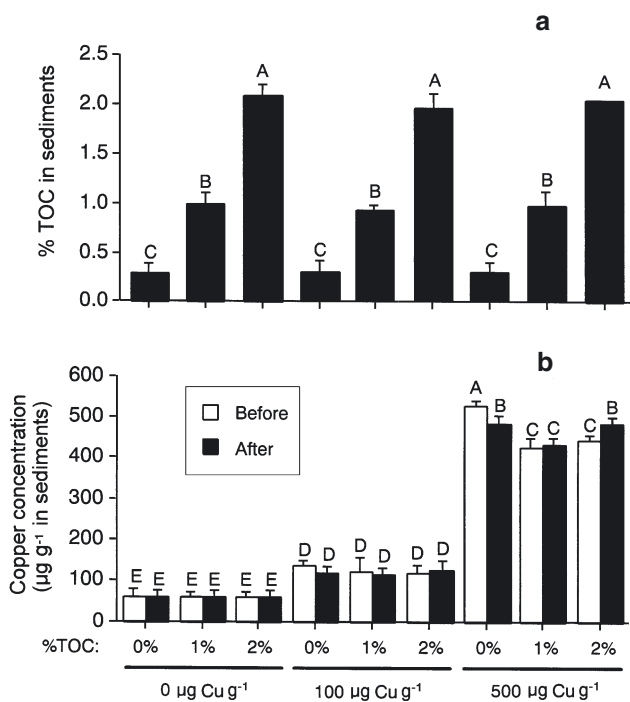 a
% TOC in sediments
2.5
2.0
1.5
1.0
0.5
0.0
C B A C B A C B A
b
Copper concentration
(µg g-1 in sediments)
600
500
400
300
200
100
0
Before
After
E E E E E E D D D D D D A B C C C B
%TOC: 0% 1% 2% 0% 1% 2% 0% 1% 2%
0 µg Cu g-1 100 µg Cu g-1 500 µg Cu g-1